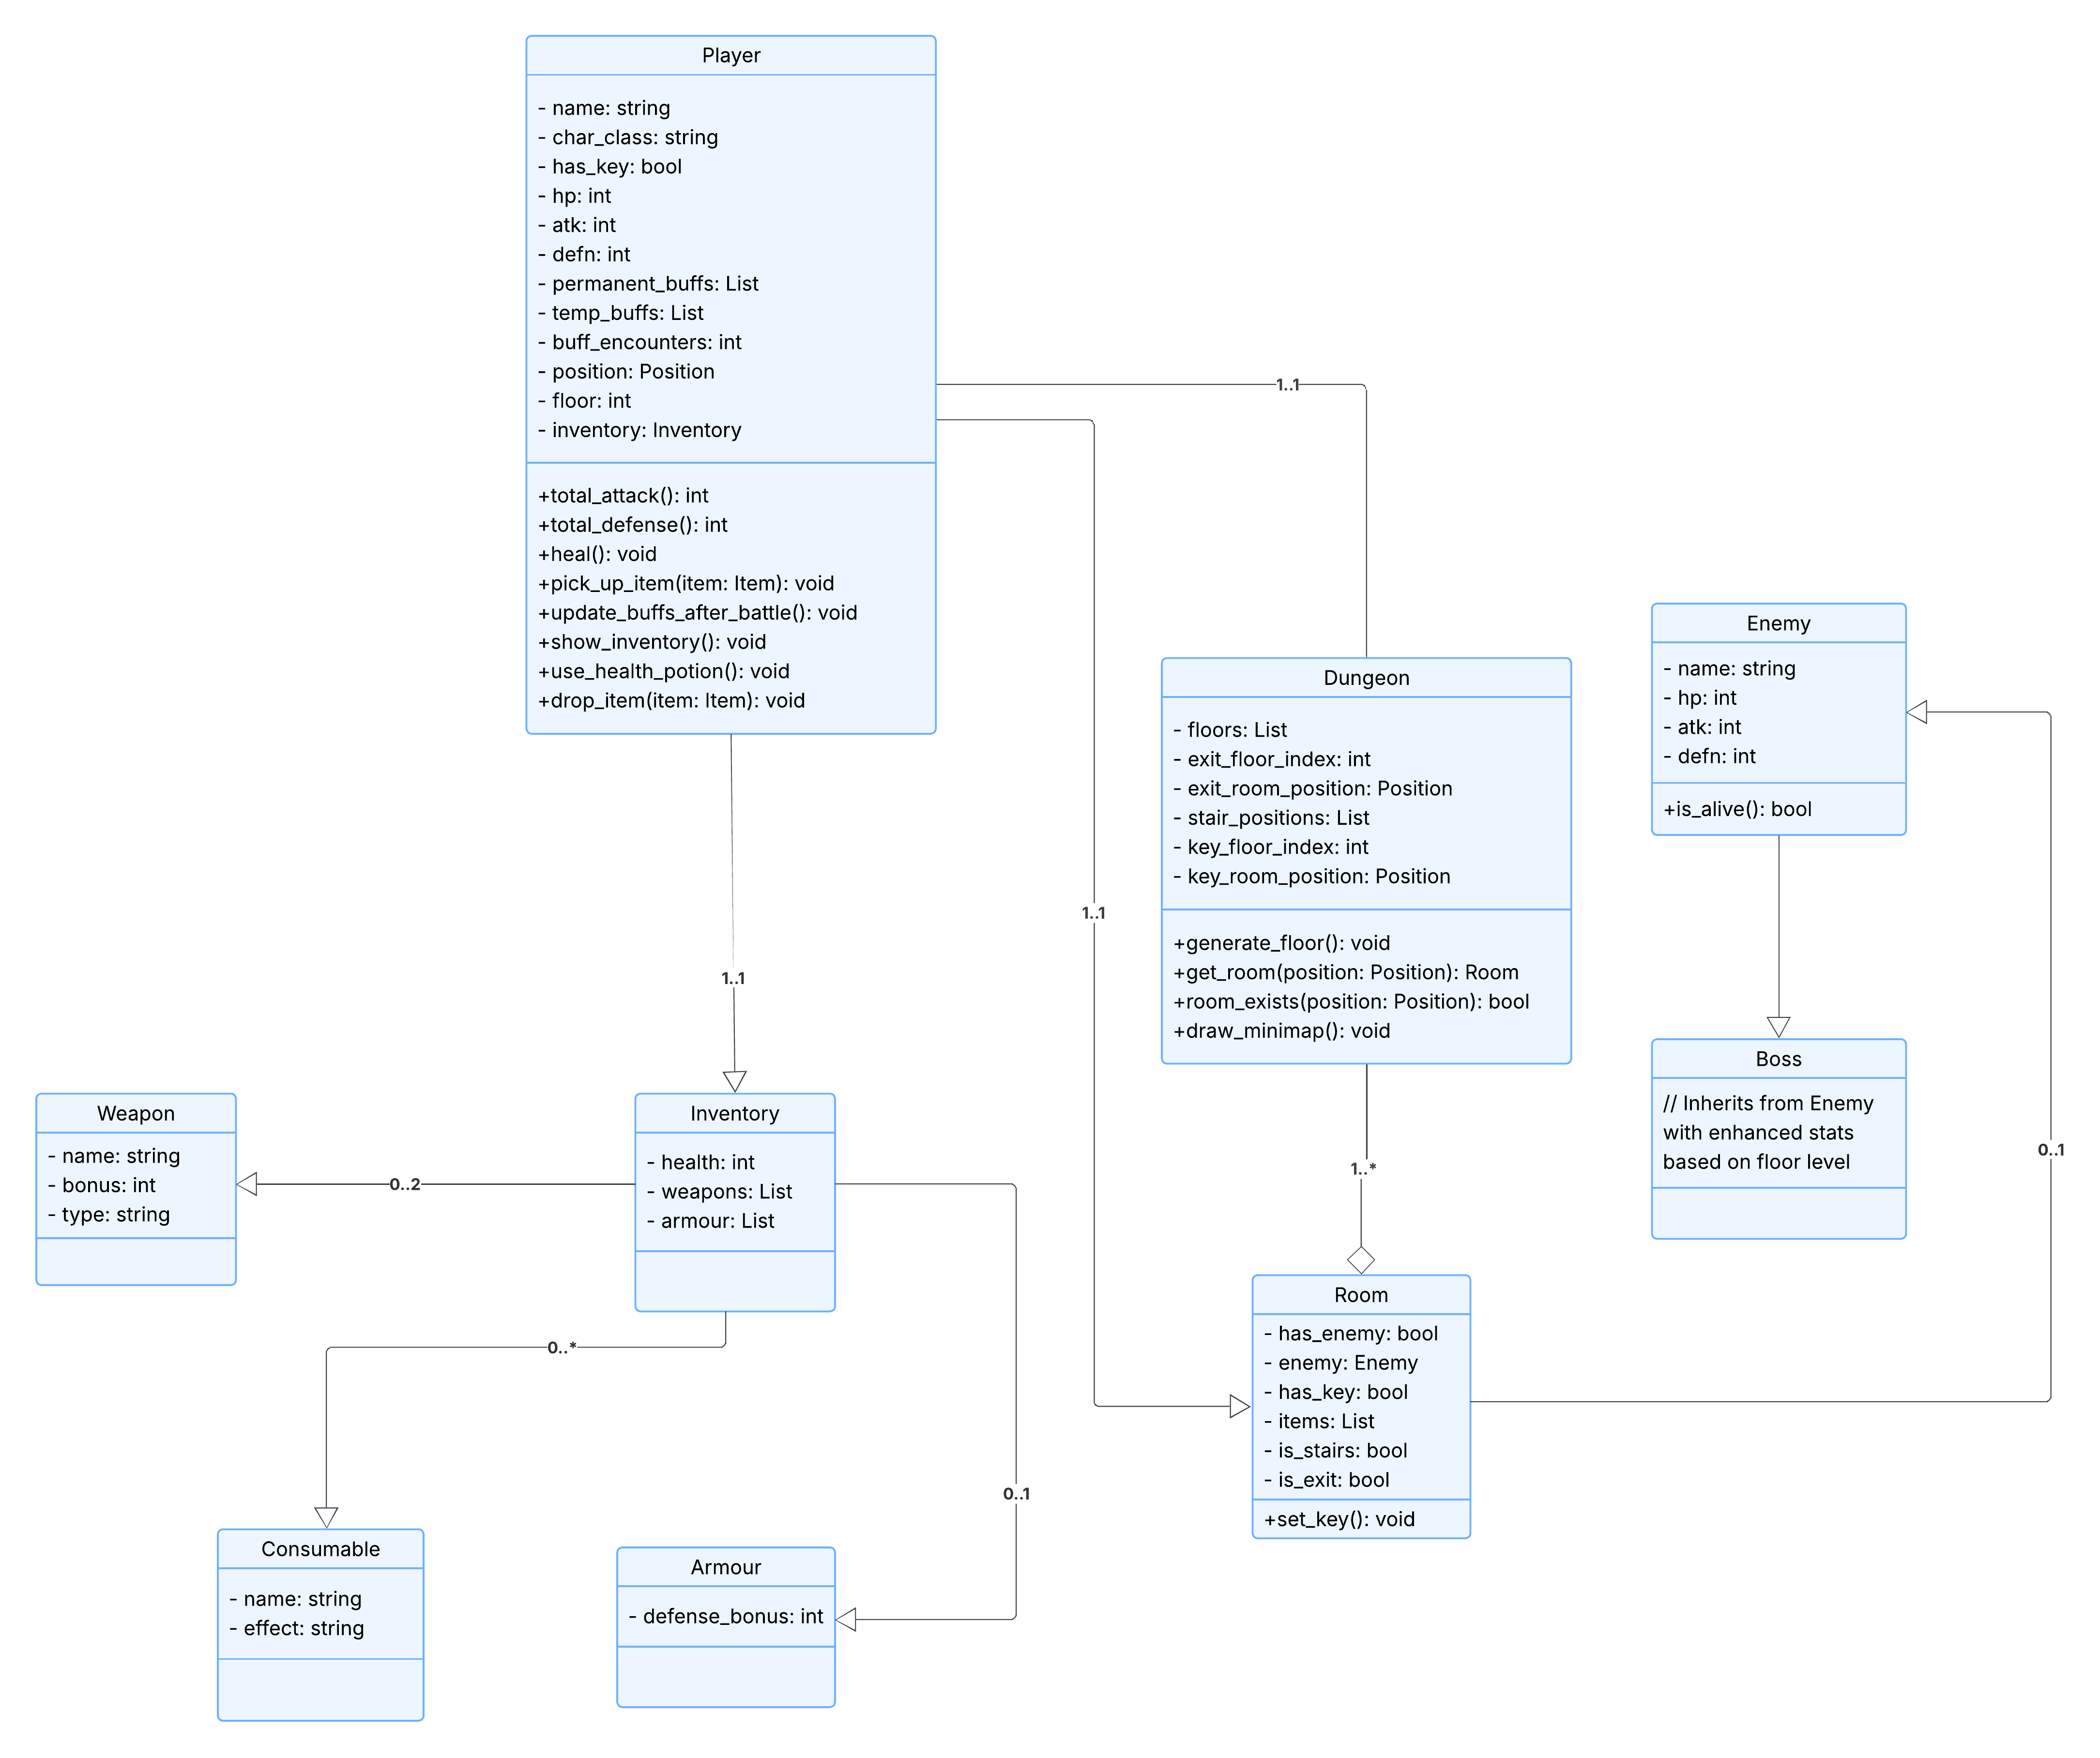 Player
- name: string
- char_class: string
- has_key: bool
- hp: int
- atk: int
- defn: int
- permanent_buffs: List
- temp_buffs: List
- buff_encounters: int
- position: Position
- floor: int
- inventory: Inventory
+total_attack(): int
+total_defense(): int
+heal(): void
+pick_up_item(item: Item): void
+update_buffs_after_battle(): void
+show_inventory(): void
+use_health_potion(): void
+drop_item(item: Item): void
1..1
1..1
1..1
Dungeon
- floors: List
- exit_floor_index: int
- exit_room_position: Position
- stair_positions: List
- key_floor_index: int
- key_room_position: Position
+generate_floor(): void
+get_room(position: Position): Room
+room_exists(position: Position): bool
+draw_minimap(): void
Enemy
- name: string
- hp: int
- atk: int
- defn: int
+is_alive(): bool
Boss
// Inherits from Enemy
with enhanced stats
based on floor level
0..1
Weapon
- name: string
- bonus: int
- type: string
0..2
Inventory
- health: int
- weapons: List
- armour: List
1..*
Room
- has_enemy: bool
- enemy: Enemy
- has_key: bool
- items: List
- is_stairs: bool
- is_exit: bool
+set_key(): void
0..*
0..1
Consumable
- name: string
- effect: string
Armour
- defense_bonus: int